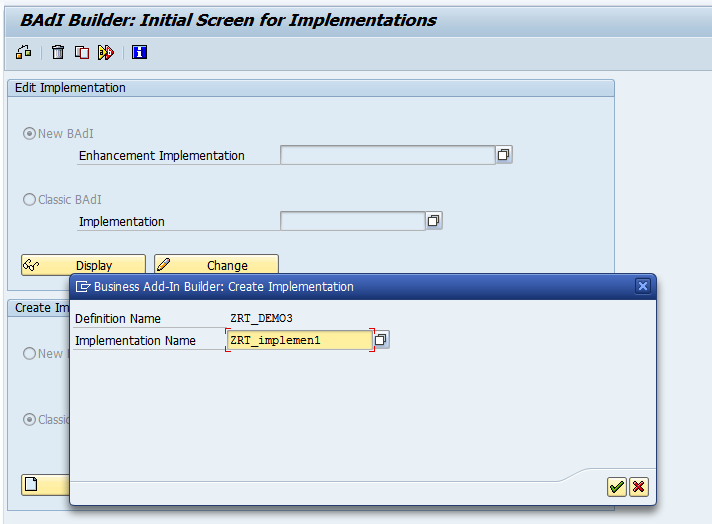 BAdI Builder: Initial Screen for Implementations
Edit Implementation
New BAdI
Enhancement Implementation
Classic BAdI
Implementation
Display Change
Business Add-In Builder: Create Implementation
Create Im
Definition Name ZRT_DEMO3
Implementation Name ZRT_implemen1
New
Classic